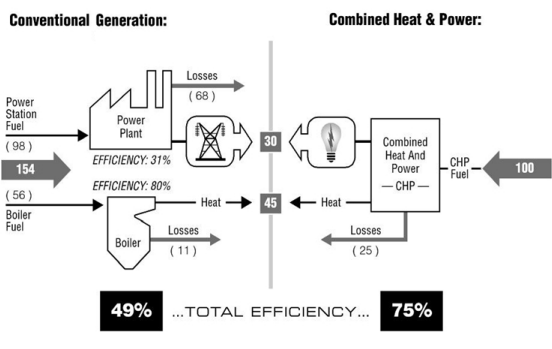 Conventional Generation:
Combined Heat & Power:
Losses
( 68 )
Power
Station
Fuel
( 98 )
Power
Plant
EFFICIENCY: 31%
30
Combined
Heat And
Power
— CHP —
CHP
Fuel
100
154
( 56 )
Boiler
Fuel
EFFICIENCY: 80%
Heat
45
Heat
Boiler
Losses
( 11 )
Losses
( 25 )
49% ...TOTAL EFFICIENCY... 75%